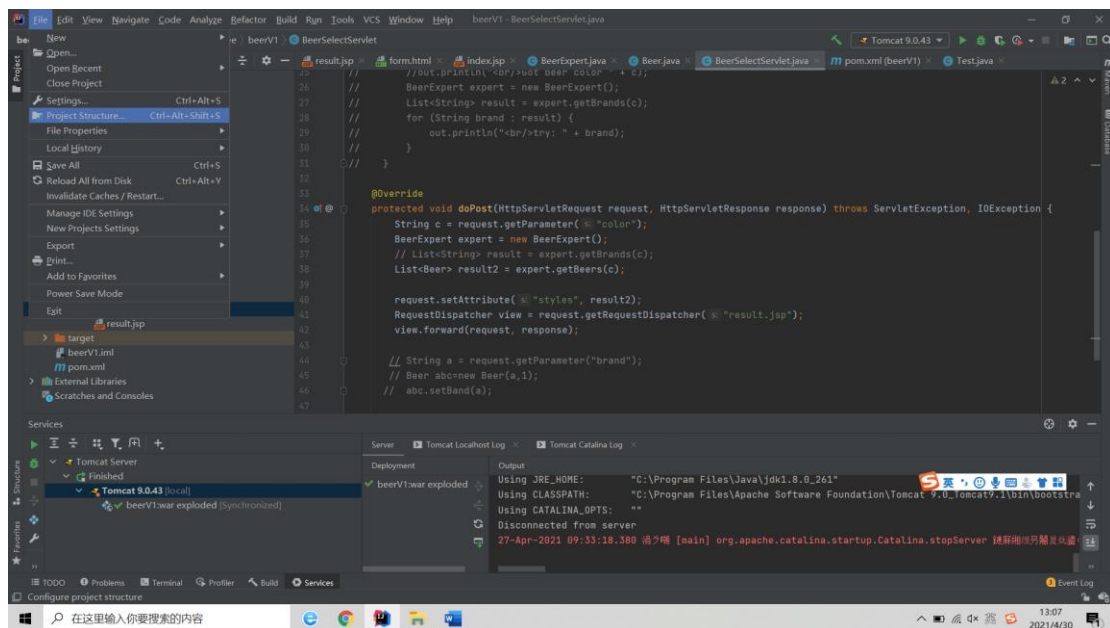 File Edit View Navigate Code Analyze Refactor Build Run Tools VCS Window Help beerV1 - BeerSelectServlet.java
beerV1 BeerSelectServlet
Tomcat 9.0.43
New
Open...
Open Recent
Close Project
Settings... Ctrl+Alt+S
Project Structure... Ctrl+Alt+Shift+S
File Properties
Local History
Save All Ctrl+S
Reload All from Disk Ctrl+Alt+Y
Invalidate Caches / Restart...
Manage IDE Settings
New Projects Settings
Export
Print...
Add to Favorites
Power Save Mode
Exit
result.jsp
target
beerV1.iml
pom.xml
External Libraries
Scratches and Consoles
Project
result.jsp form.html index.jsp BeerExpert.java Beer.java BeerSelectServlet.java pom.xml (beerV1) Test.java
25 // //out.println("<br/>Got beer color " + c);
26 // BeerExpert expert = new BeerExpert();
27 // List<String> result = expert.getBrands(c);
28 // for (String brand : result) {
29 // out.println("<br/>try: " + brand);
30 // }
31 // }
32
33 @Override
34 protected void doPost(HttpServletRequest request, HttpServletResponse response) throws ServletException, IOException {
35 String c = request.getParameter( s: "color");
36 BeerExpert expert = new BeerExpert();
37 // List<String> result = expert.getBrands(c);
38 List<Beer> result2 = expert.getBeers(c);
39
40 request.setAttribute( s: "styles", result2);
41 RequestDispatcher view = request.getRequestDispatcher( s: "result.jsp");
42 view.forward(request, response);
43
44 // String a = request.getParameter("brand");
45 // Beer abc=new Beer(a,1);
46 // abc.setBand(a);
47
2
Maven
Database
Services
Tomcat Server
Finished
Tomcat 9.0.43 [local]
beerV1:war exploded [Synchronized]
Server Tomcat Localhost Log Tomcat Catalina Log
Deployment
beerV1:war exploded
Output
Using JRE_HOME: "C:\Program Files\Java\jdk1.8.0_261"
Using CLASSPATH: "C:\Program Files\Apache Software Foundation\Tomcat 9.0_Tomcat9.1\bin\bootstra
Using CATALINA_OPTS: ""
Disconnected from server
27-Apr-2021 09:33:18.380 [main] org.apache.catalina.startup.Catalina.stopServer
英
Structure
Favorites
TODO Problems Terminal Profiler Build Services Event Log
Configure project structure
在这里输入你要搜索的内容
13:07
2021/4/30